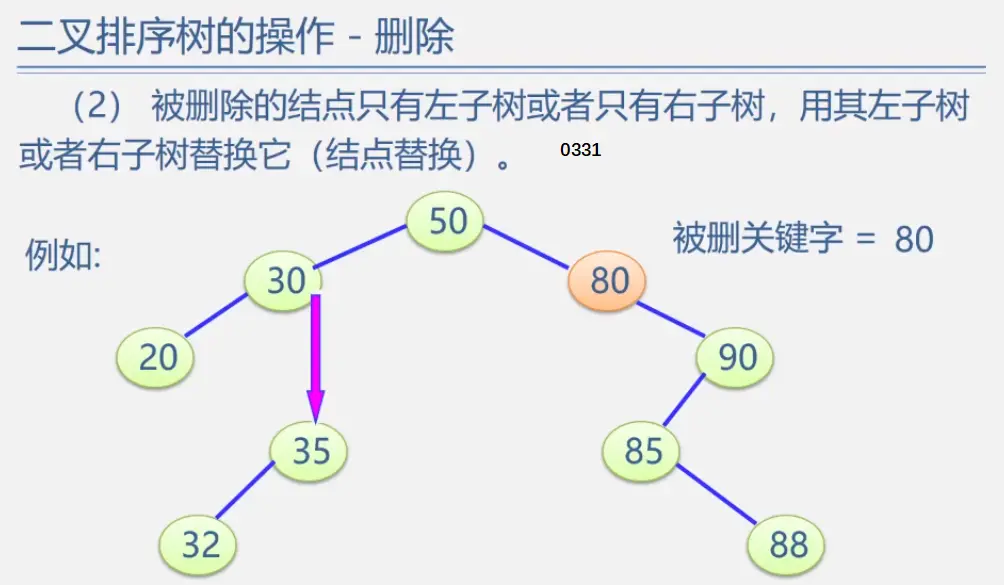 二叉排序树的操作 - 删除
（2） 被删除的结点只有左子树或者只有右子树，用其左子树
或者右子树替换它（结点替换）。
0331
例如:
被删关键字 = 80
50
30
80
20
90
35
85
32
88